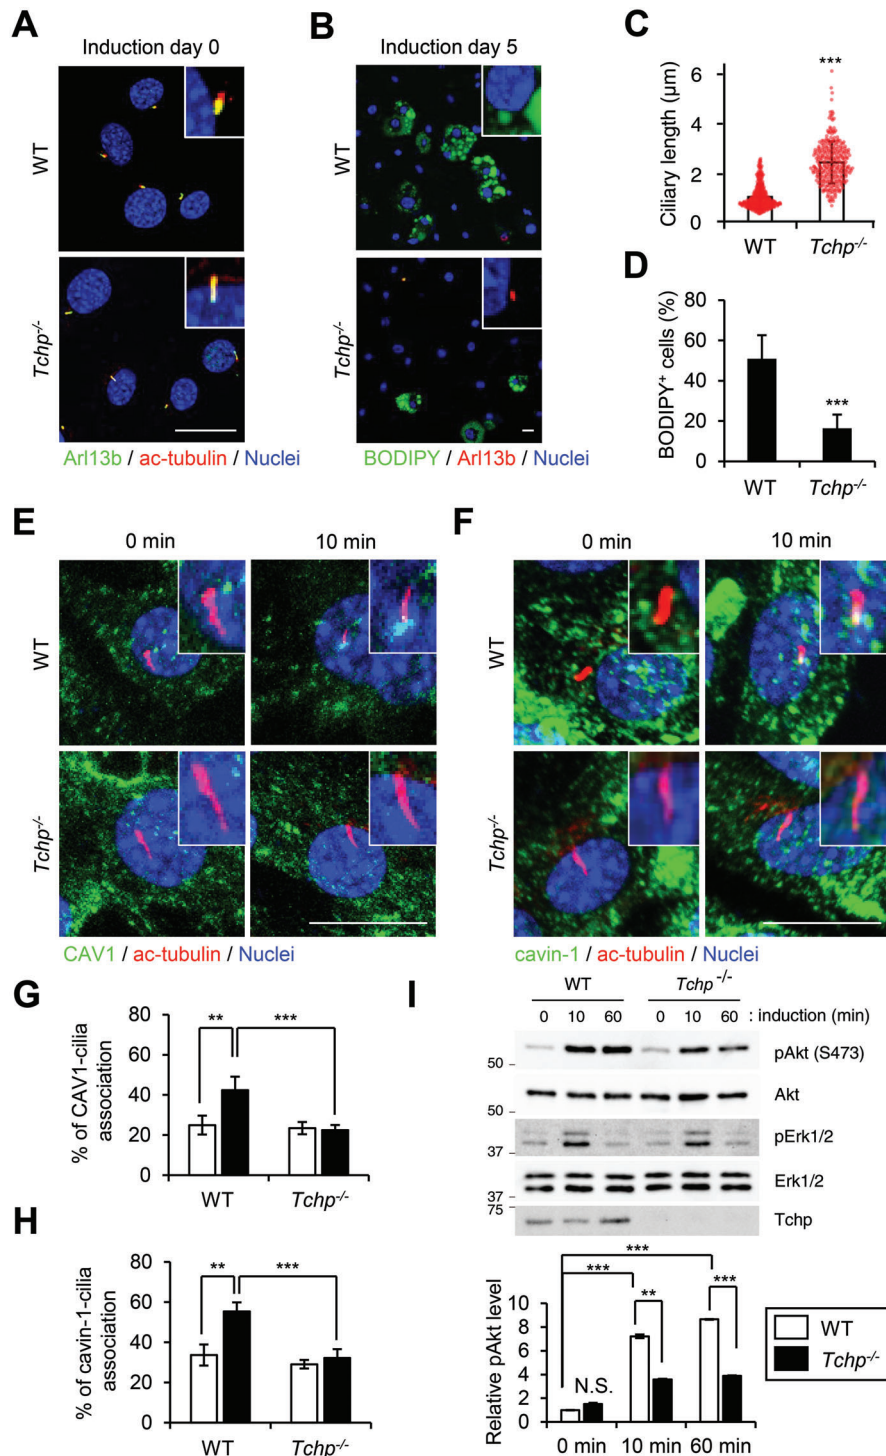 A
Induction day 0
WT
Tchp-/-
Arl13b / ac-tubulin / Nuclei
B
Induction day 5
WT
Tchp-/-
BODIPY / Arl13b / Nuclei
C
Ciliary length (µm)
6
4
2
0
***
WT
Tchp-/-
D
BODIPY+ cells (%)
80
60
40
20
0
***
WT
Tchp-/-
E
0 min
10 min
WT
Tchp-/-
CAV1 / ac-tubulin / Nuclei
F
0 min
10 min
WT
Tchp-/-
cavin-1 / ac-tubulin / Nuclei
G
% of CAV1-cilia
association
80
60
40
20
0
**
***
WT
Tchp-/-
H
% of cavin-1-cilia
association
80
60
40
20
0
**
***
WT
Tchp-/-
I
WT
Tchp -/-
0 10 60 0 10 60 : induction (min)
50
pAkt (S473)
50
Akt
37
pErk1/2
37
Erk1/2
75
Tchp
Relative pAkt level
10
8
6
4
2
0
N.S.
***
**
***
***
0 min
10 min
60 min
WT
Tchp-/-